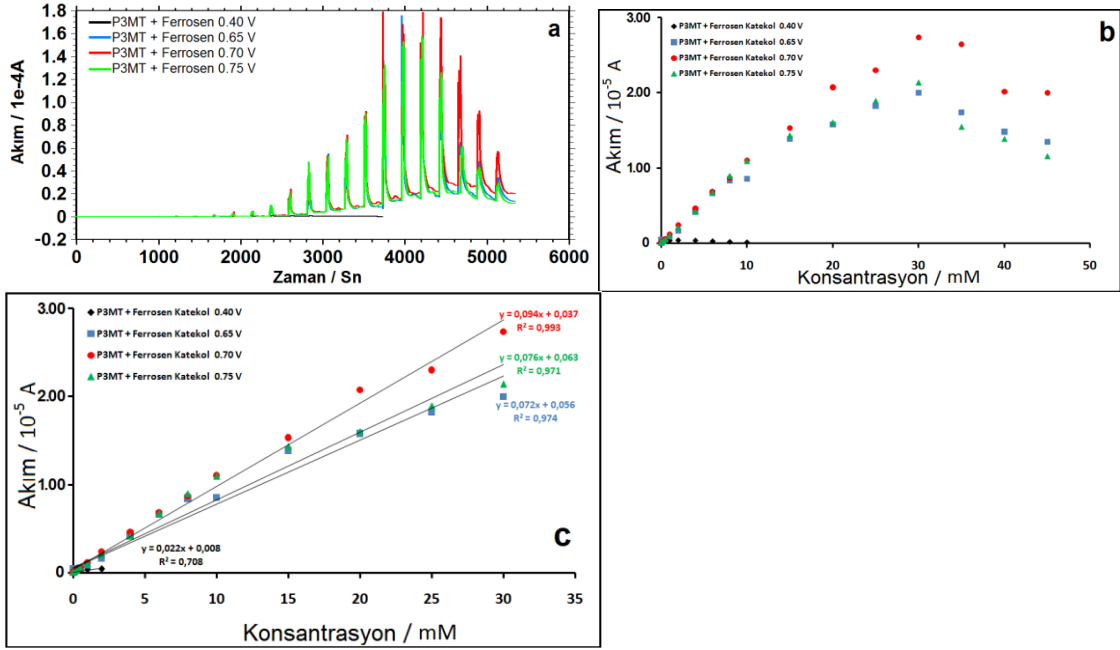 1.8
1.6
1.4
1.2
1.0
0.8
0.6
0.4
0.2
0
-0.2
Akım / 1e-4A
P3MT + Ferrosen 0.40 V
P3MT + Ferrosen 0.65 V
P3MT + Ferrosen 0.70 V
P3MT + Ferrosen 0.75 V
a
0 1000 2000 3000 4000 5000 6000
Zaman / Sn
3.00
2.00
1.00
0
Akım / 10⁻⁵ A
P3MT + Ferrosen Katekol 0.40 V
P3MT + Ferrosen Katekol 0.65 V
P3MT + Ferrosen Katekol 0.70 V
P3MT + Ferrosen Katekol 0.75 V
b
0 10 20 30 40 50
Konsantrasyon / mM
3.00
2.00
1.00
0
Akım / 10⁻⁵ A
P3MT + Ferrosen Katekol 0.40 V
P3MT + Ferrosen Katekol 0.65 V
P3MT + Ferrosen Katekol 0.70 V
P3MT + Ferrosen Katekol 0.75 V
y = 0,094x + 0,037
R² = 0,993
y = 0,076x + 0,063
R² = 0,971
y = 0,072x + 0,056
R² = 0,974
y = 0,022x + 0,008
R² = 0,708
c
0 5 10 15 20 25 30 35
Konsantrasyon / mM